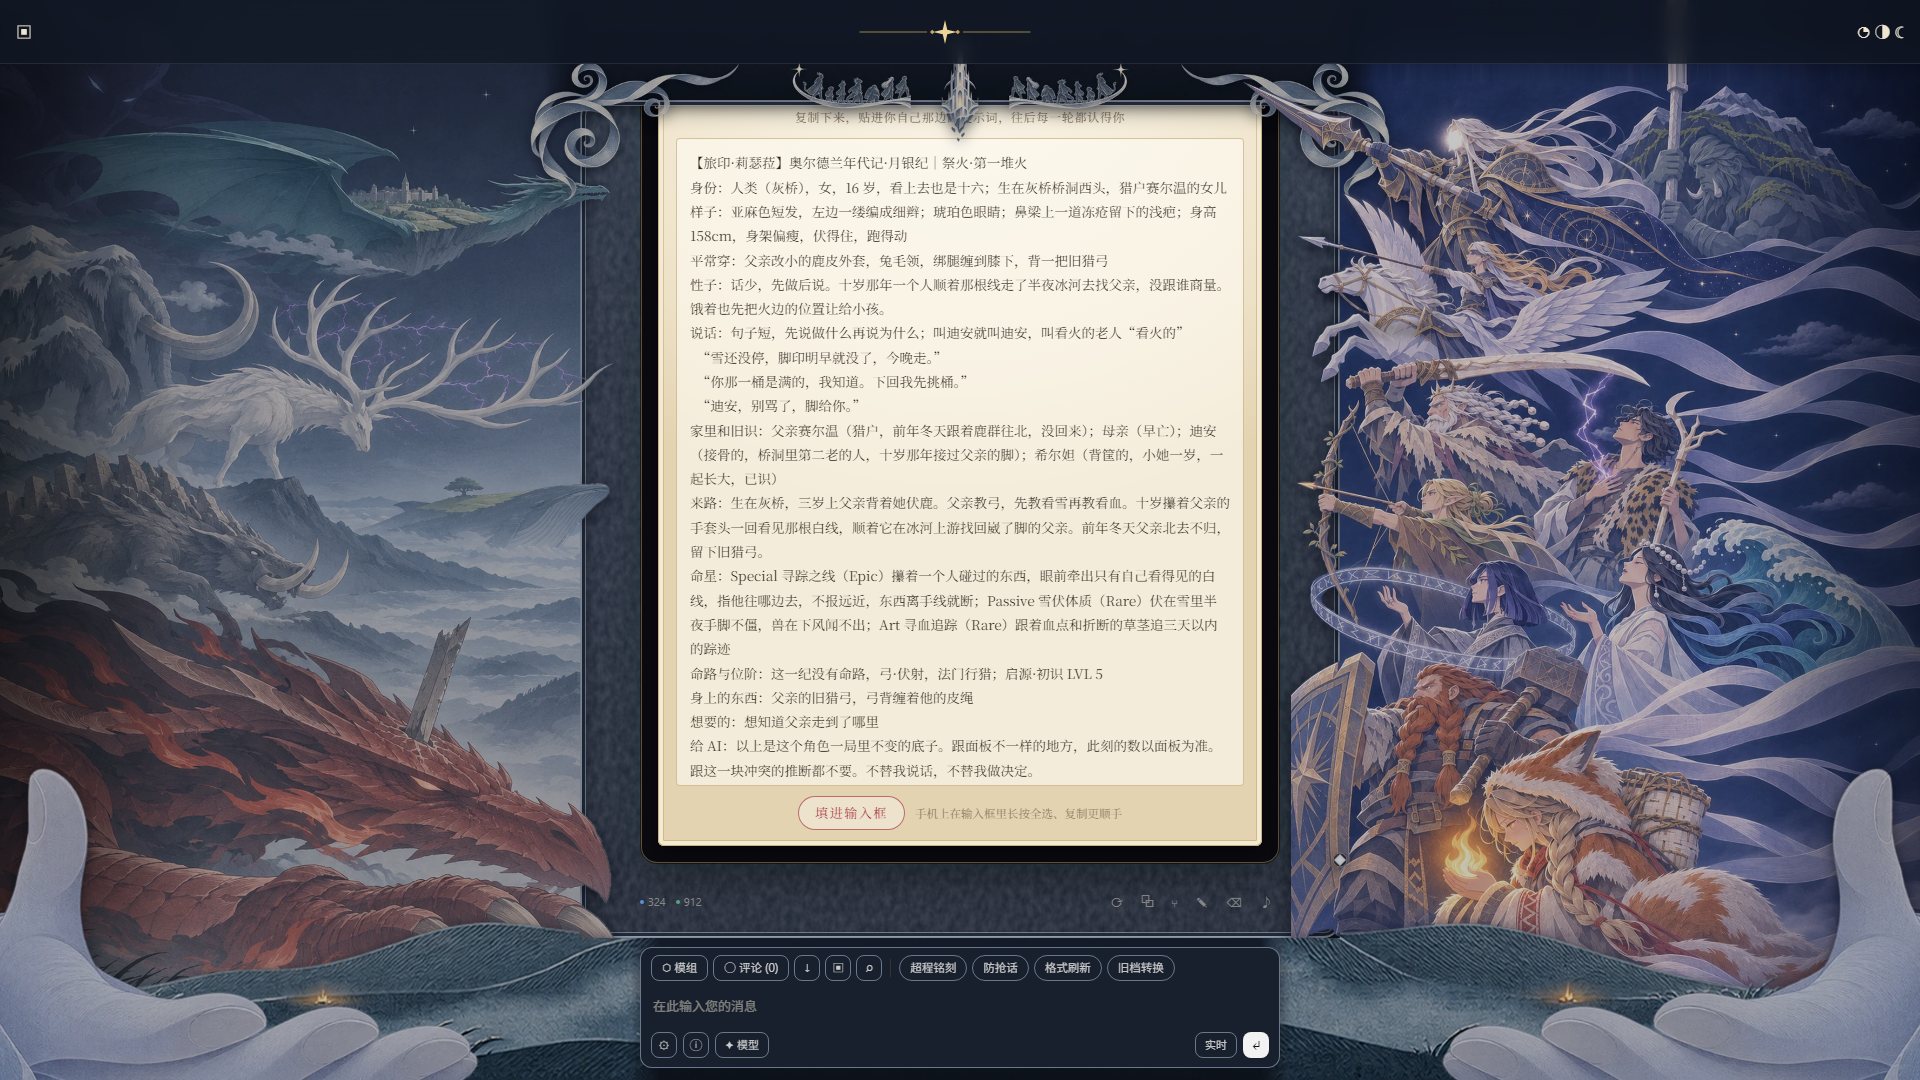 复制下来，贴进你自己那边 示词，往后每一轮都认得你
【旅印·莉瑟菈】奥尔德兰年代记·月银纪｜祭火·第一堆火
身份：人类（灰桥），女，16 岁，看上去也是十六；生在灰桥桥洞西头，猎户赛尔温的女儿
样子：亚麻色短发，左边一缕编成细辫；琥珀色眼睛；鼻梁上一道冻疮留下的浅疤；身高
158cm，身架偏瘦，伏得住，跑得动
平常穿：父亲改小的鹿皮外套，兔毛领，绑腿缠到膝下，背一把旧猎弓
性子：话少，先做后说。十岁那年一个人顺着那根线走了半夜冰河去找父亲，没跟谁商量。
饿着也先把火边的位置让给小孩。
说话：句子短，先说做什么再说为什么；叫迪安就叫迪安，叫看火的老人“看火的”
“雪还没停，脚印明早就没了，今晚走。”
“你那一桶是满的，我知道。下回我先挑桶。”
“迪安，别骂了，脚给你。”
家里和旧识：父亲赛尔温（猎户，前年冬天跟着鹿群往北，没回来）；母亲（早亡）；迪安
（接骨的，桥洞里第二老的人，十岁那年接过父亲的脚）；希尔妲（背筐的，小她一岁，一
起长大，已识）
来路：生在灰桥，三岁上父亲背着她伏鹿。父亲教弓，先教看雪再教看血。十岁攥着父亲的
手套头一回看见那根白线，顺着它在冰河上游找回崴了脚的父亲。前年冬天父亲北去不归，
留下旧猎弓。
命星：Special 寻踪之线（Epic）攥着一个人碰过的东西，眼前牵出只有自己看得见的白
线，指他往哪边去，不报远近，东西离手线就断；Passive 雪伏体质（Rare）伏在雪里半
夜手脚不僵，兽在下风闻不出；Art 寻血追踪（Rare）跟着血点和折断的草茎追三天以内
的踪迹
命路与位阶：这一纪没有命路，弓·伏射，法门行猎；启源·初识 LVL 5
身上的东西：父亲的旧猎弓，弓背缠着他的皮绳
想要的：想知道父亲走到了哪里
给 AI：以上是这个角色一局里不变的底子。跟面板不一样的地方，此刻的数以面板为准。
跟这一块冲突的推断都不要。不替我说话，不替我做决定。
填进输入框 手机上在输入框里长按全选、复制更顺手
324 912
模组 评论 (0) 超程铭刻 防抢话 格式刷新 旧档转换
在此输入您的消息
模型 实时